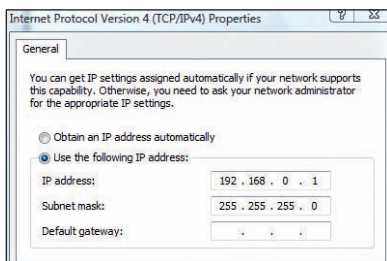 Internet Protocol Version 4 (TCP/IPv4) Properties
General
You can get IP settings assigned automatically if your network supports
this capability. Otherwise, you need to ask your network administrator
for the appropriate IP settings.
Obtain an IP address automatically
Use the following IP address:
IP address: 192 . 168 . 0 . 1
Subnet mask: 255 . 255 . 255 . 0
Default gateway: . . .